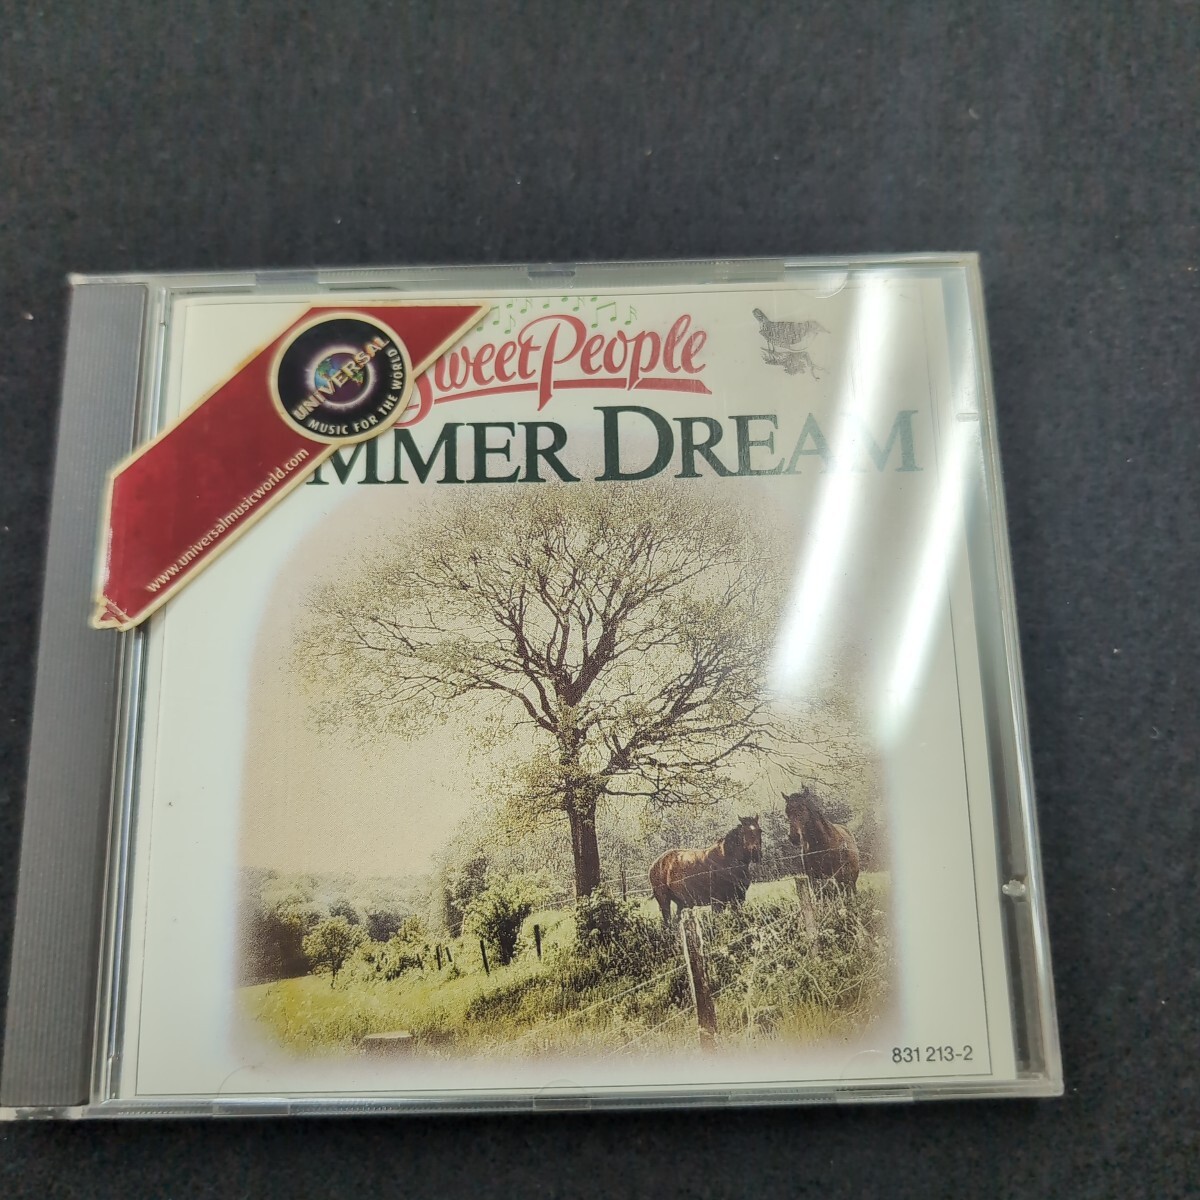 Sweet People
MMER DREAM
UNIVERSAL
MUSIC FOR THE WORLD
www.universalmusicworld.com
831 213-2